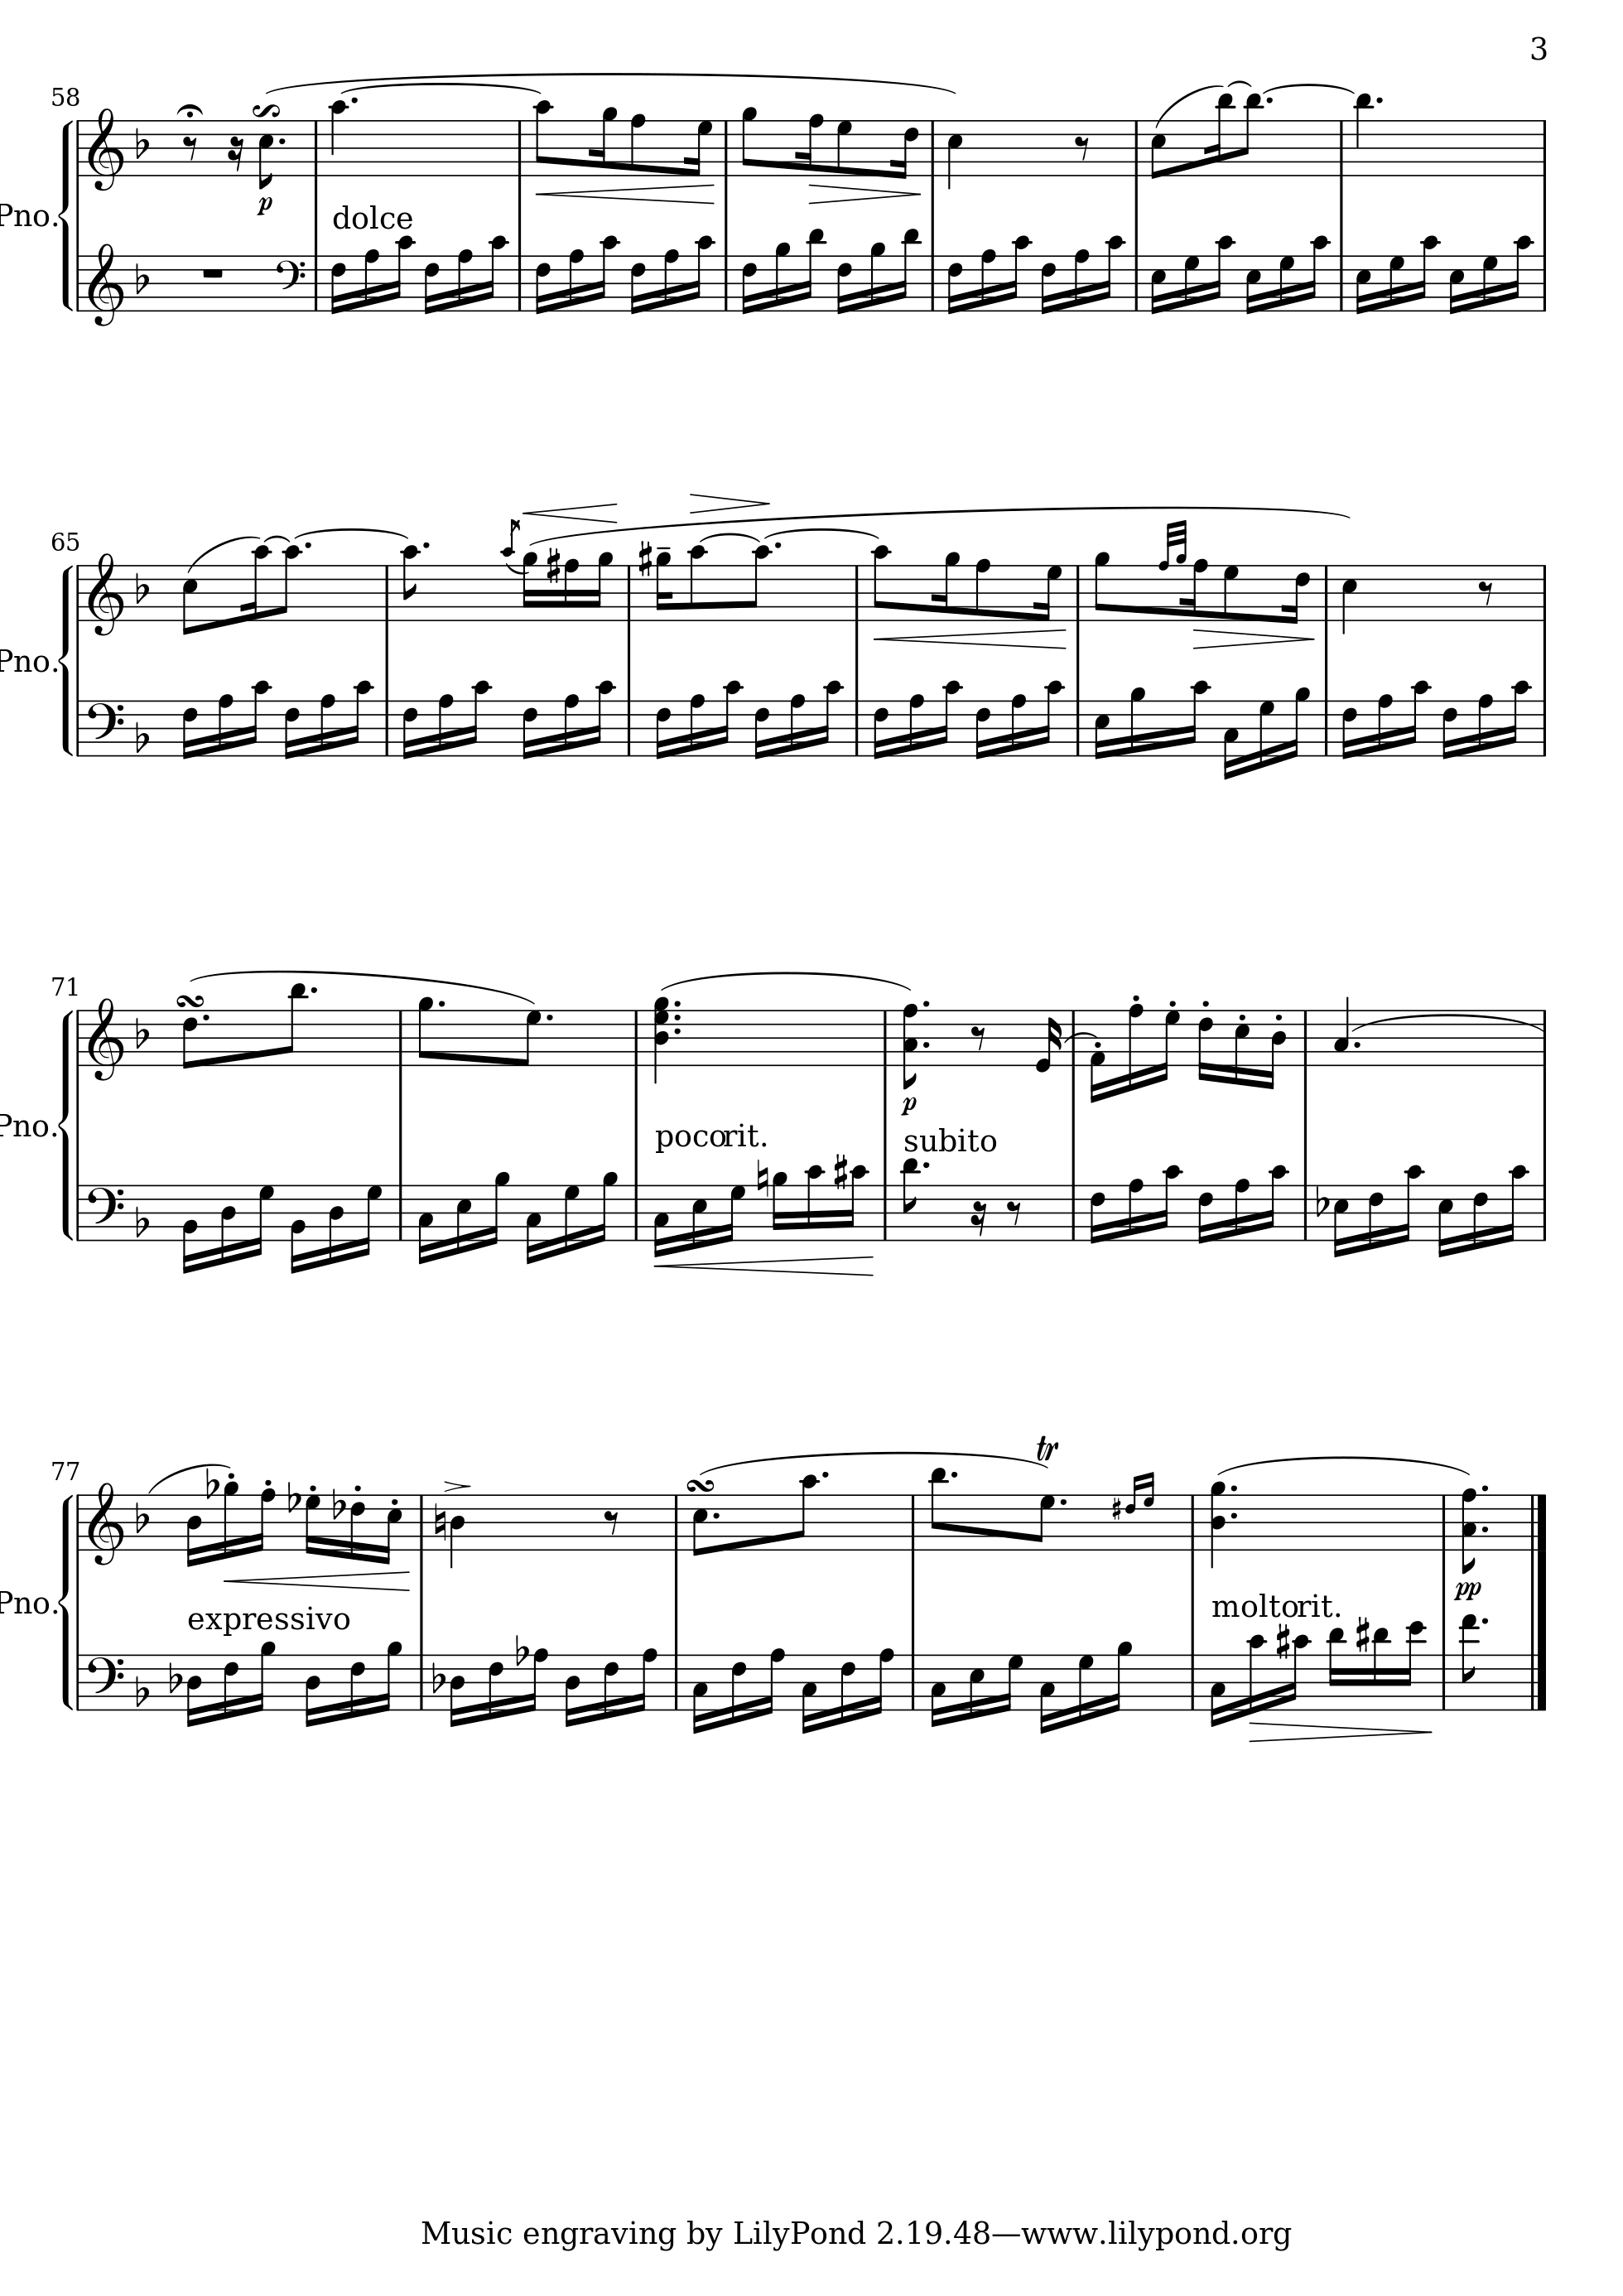 3
58
p
Pno.
dolce
65
Pno.
71
p
Pno.
poco rit.
subito
77
tr
expressivo
Pno.
molto rit.
pp
Music engraving by LilyPond 2.19.48—www.lilypond.org